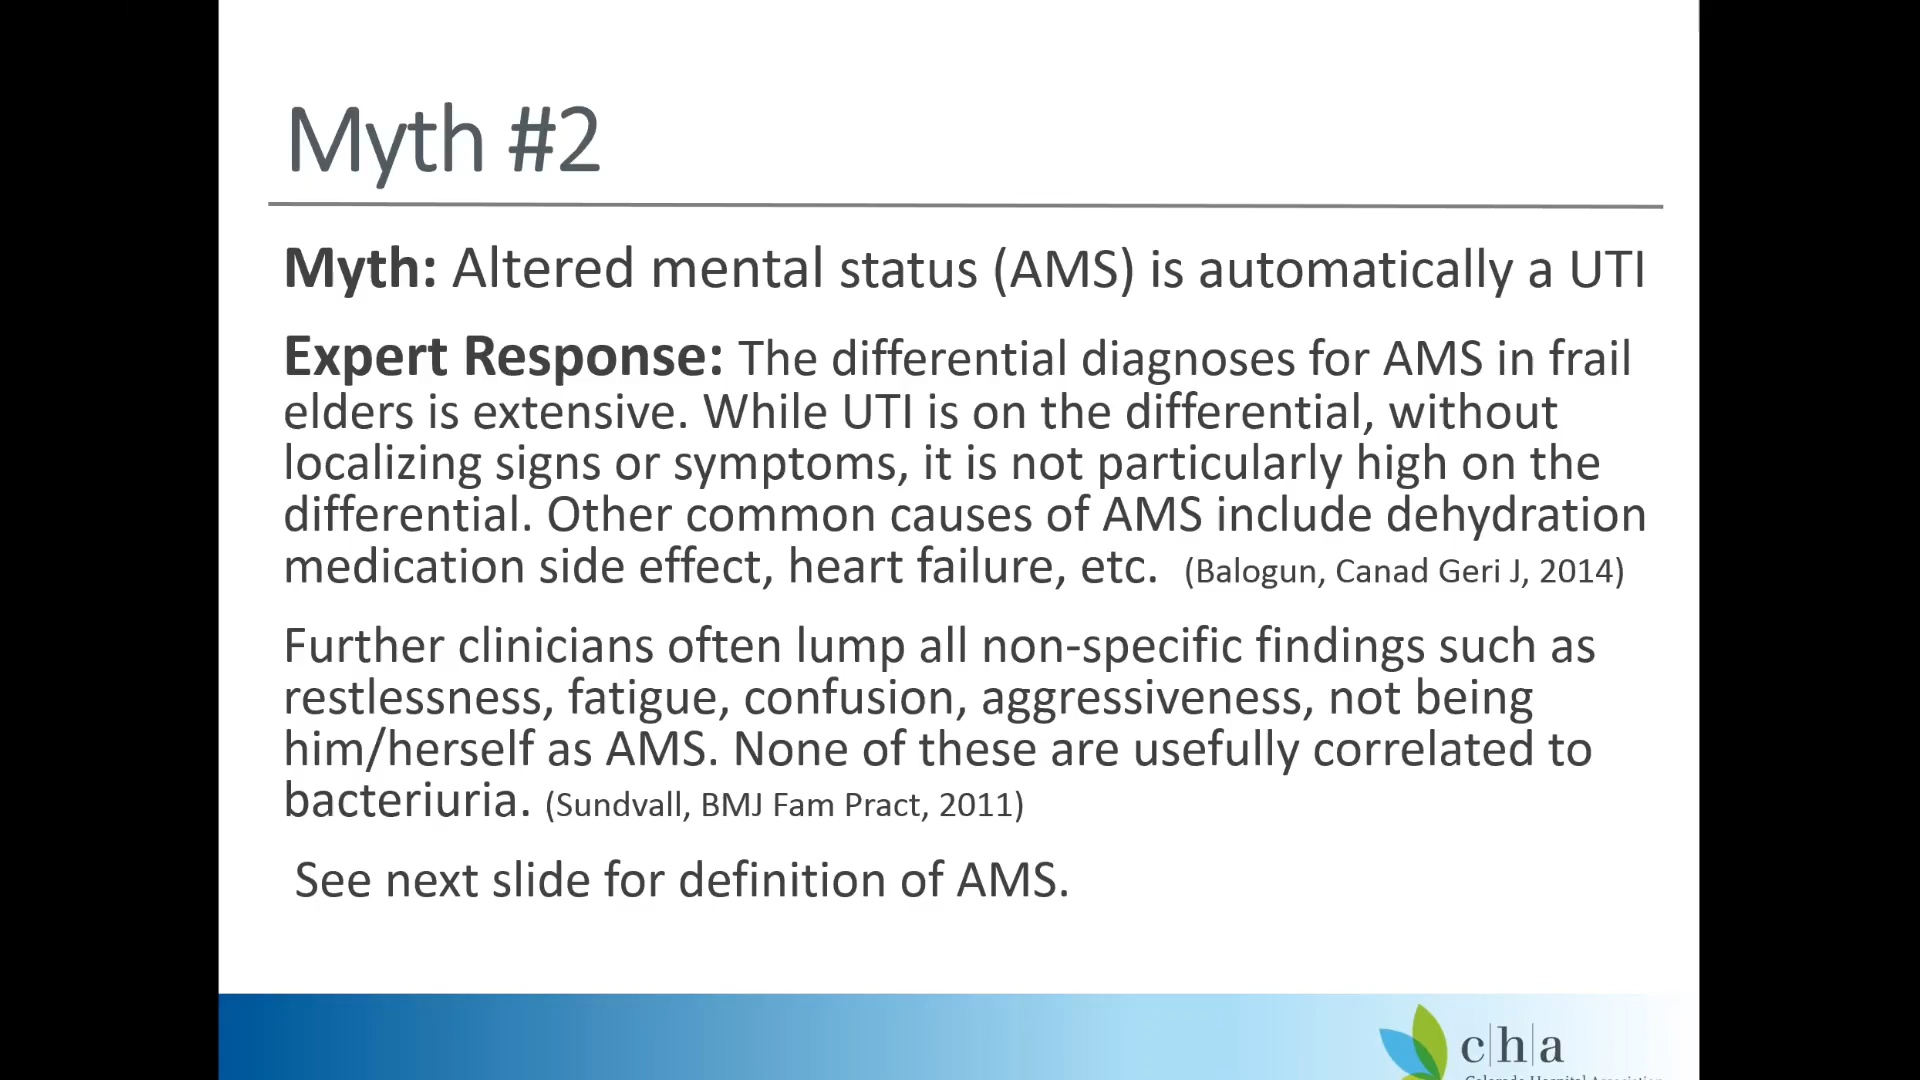 Myth #2
Myth: Altered mental status (AMS) is automatically a UTI
Expert Response: The differential diagnoses for AMS in frail
elders is extensive. While UTI is on the differential, without
localizing signs or symptoms, it is not particularly high on the
differential. Other common causes of AMS include dehydration
medication side effect, heart failure, etc. (Balogun, Canad Geri J, 2014)
Further clinicians often lump all non-specific findings such as
restlessness, fatigue, confusion, aggressiveness, not being
him/herself as AMS. None of these are usefully correlated to
bacteriuria. (Sundvall, BMJ Fam Pract, 2011)
See next slide for definition of AMS.
c|h|a
Colorado Hospital Association